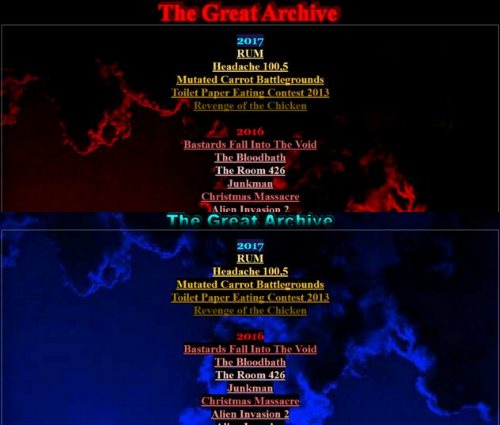 The Great Archive
2017
RUM
Headache 100,5
Mutated Carrot Battlegrounds
Toilet Paper Eating Contest 2013
Revenge of the Chicken
2016
Bastards Fall Into The Void
The Bloodbath
The Room 426
Junkman
Christmas Massacre
Alien Invasion 2
The Great Archive
2017
RUM
Headache 100,5
Mutated Carrot Battlegrounds
Toilet Paper Eating Contest 2013
Revenge of the Chicken
2016
Bastards Fall Into The Void
The Bloodbath
The Room 426
Junkman
Christmas Massacre
Alien Invasion 2